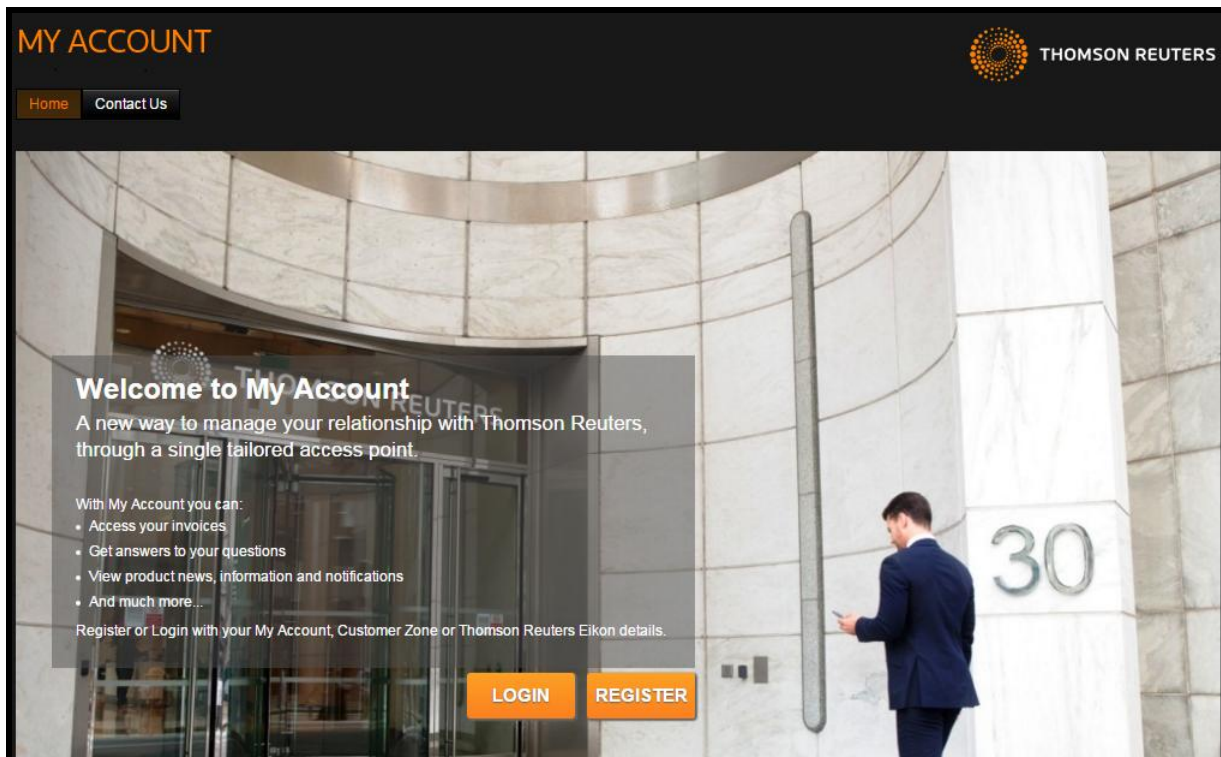 MY ACCOUNT
THOMSON REUTERS
Home
Contact Us
THOMSON REUTERS
Welcome to My Account
A new way to manage your relationship with Thomson Reuters,
through a single tailored access point.
With My Account you can:
• Access your invoices
• Get answers to your questions
• View product news, information and notifications
• And much more...
Register or Login with your My Account, Customer Zone or Thomson Reuters Eikon details.
LOGIN
REGISTER
30